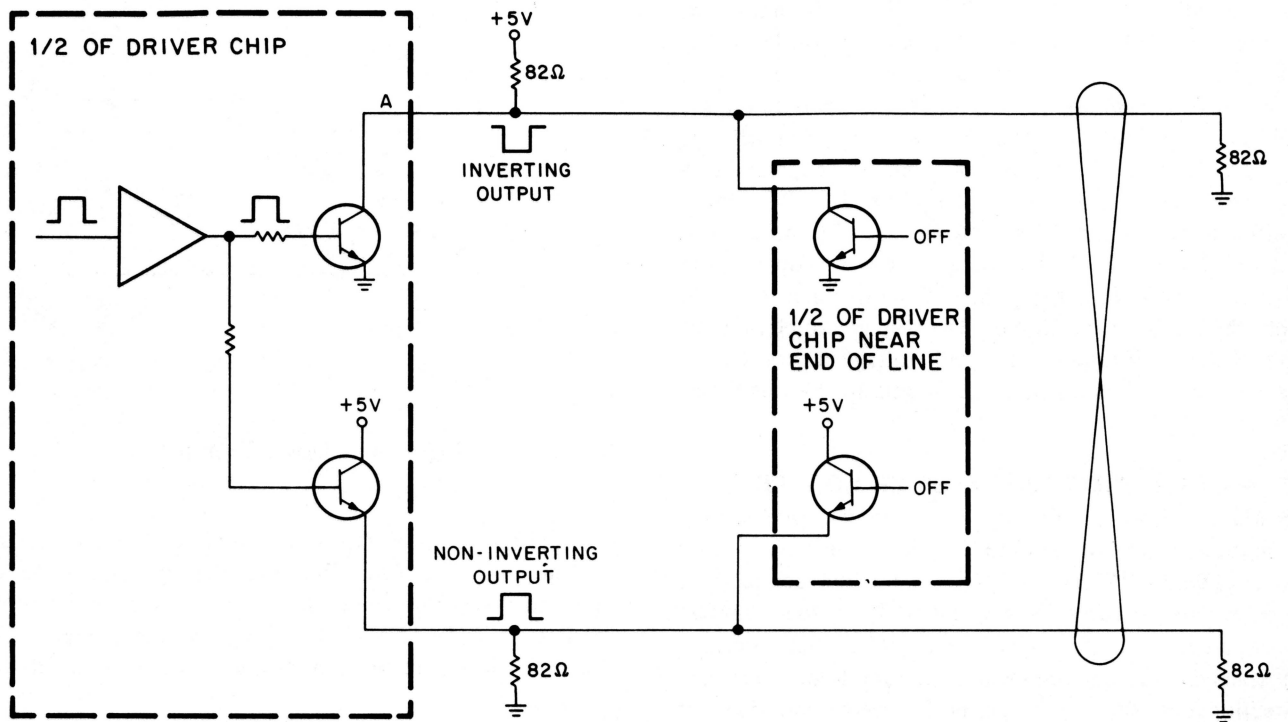 1/2 OF DRIVER CHIP
+5V
82Ω
A
INVERTING
OUTPUT
82Ω
OFF
1/2 OF DRIVER
CHIP NEAR
END OF LINE
+5V
+5V
OFF
NON-INVERTING
OUTPUT
82Ω
82Ω